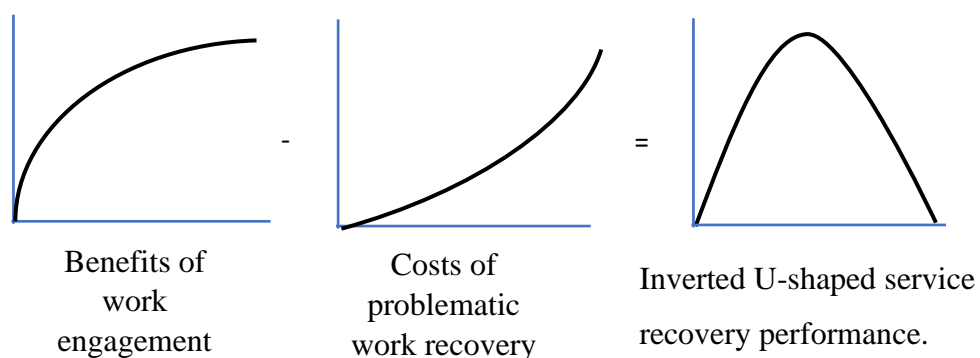 -
=
Benefits of
work
engagement
Costs of
problematic
work recovery
Inverted U-shaped service
recovery performance.